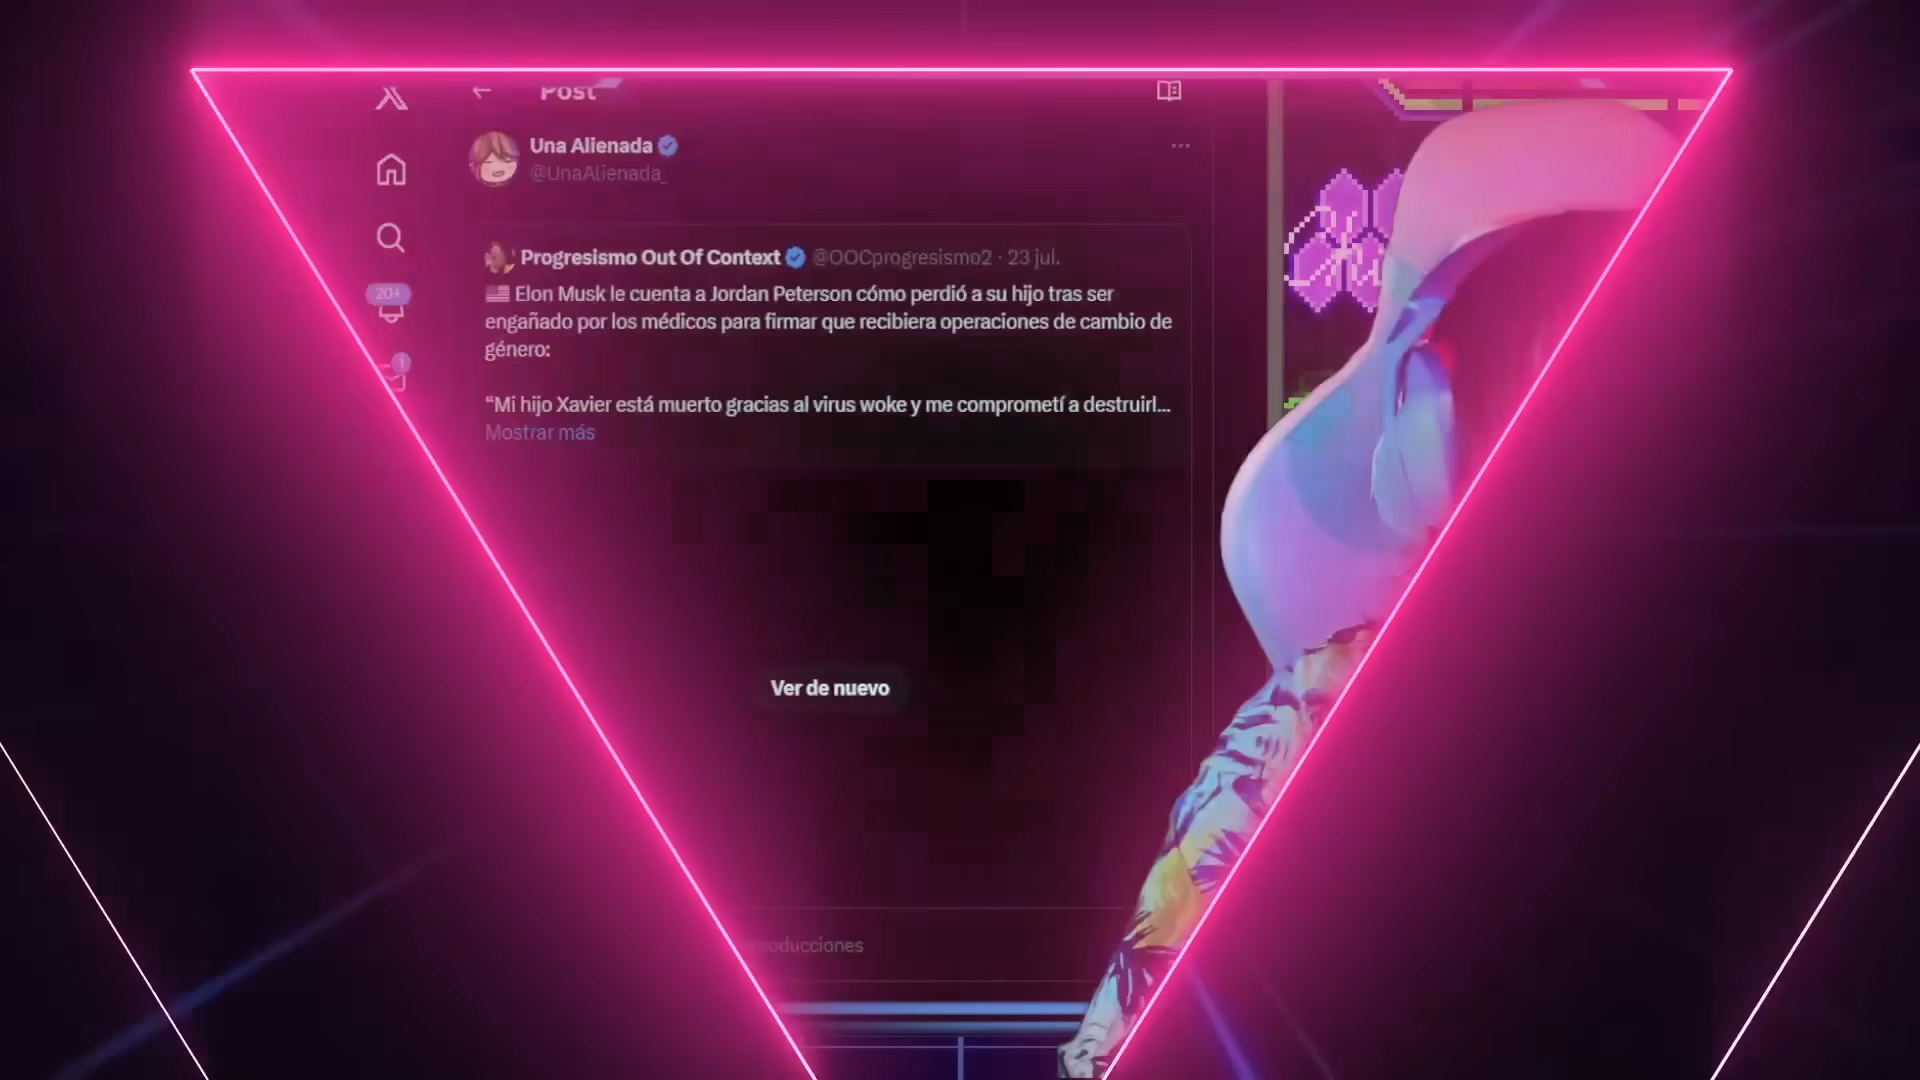 Post
Una Alienada
@UnaAlienada_
Progresismo Out Of Context @OOCprogresismo2 · 23 jul.
🇺🇸 Elon Musk le cuenta a Jordan Peterson cómo perdió a su hijo tras ser
engañado por los médicos para firmar que recibiera operaciones de cambio de
género:
20+
1
“Mi hijo Xavier está muerto gracias al virus woke y me comprometí a destruirl...
Mostrar más
Ver de nuevo